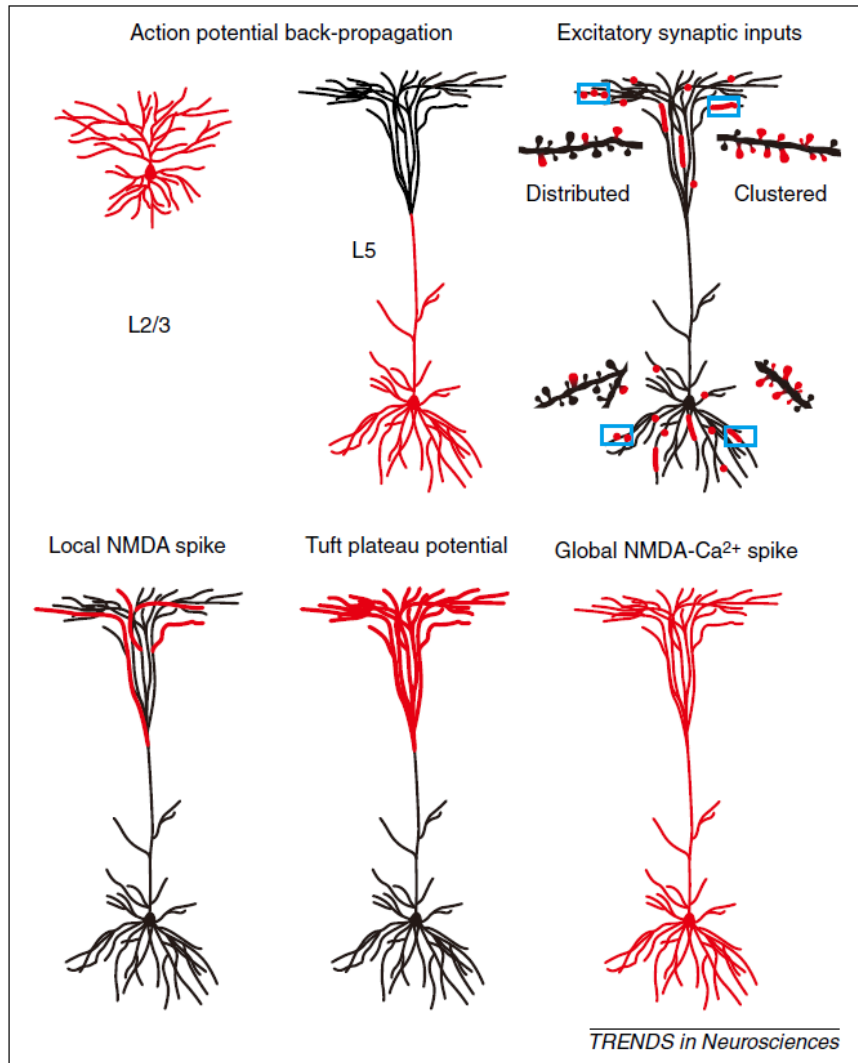 Action potential back-propagation
Excitatory synaptic inputs
Distributed
Clustered
L5
L2/3
Local NMDA spike
Tuft plateau potential
Global NMDA-Ca²⁺ spike
TRENDS in Neurosciences